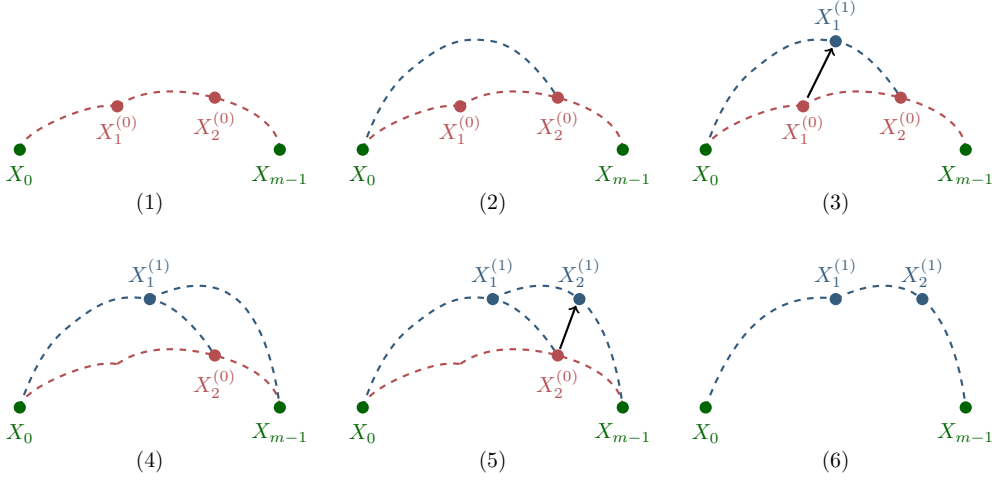 X_1^{(0)} X_2^{(0)}
X_0 X_{m-1}
(1)
X_1^{(0)} X_2^{(0)}
X_0 X_{m-1}
(2)
X_1^{(1)}
X_1^{(0)} X_2^{(0)}
X_0 X_{m-1}
(3)
X_1^{(1)}
X_2^{(0)}
X_0 X_{m-1}
(4)
X_1^{(1)} X_2^{(1)}
X_2^{(0)}
X_0 X_{m-1}
(5)
X_1^{(1)} X_2^{(1)}
X_0 X_{m-1}
(6)